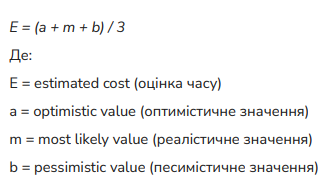 E = (a + m + b) / 3
Де:
E = estimated cost (оцінка часу)
a = optimistic value (оптимістичне значення)
m = most likely value (реалістичне значення)
b = pessimistic value (песимістичне значення)